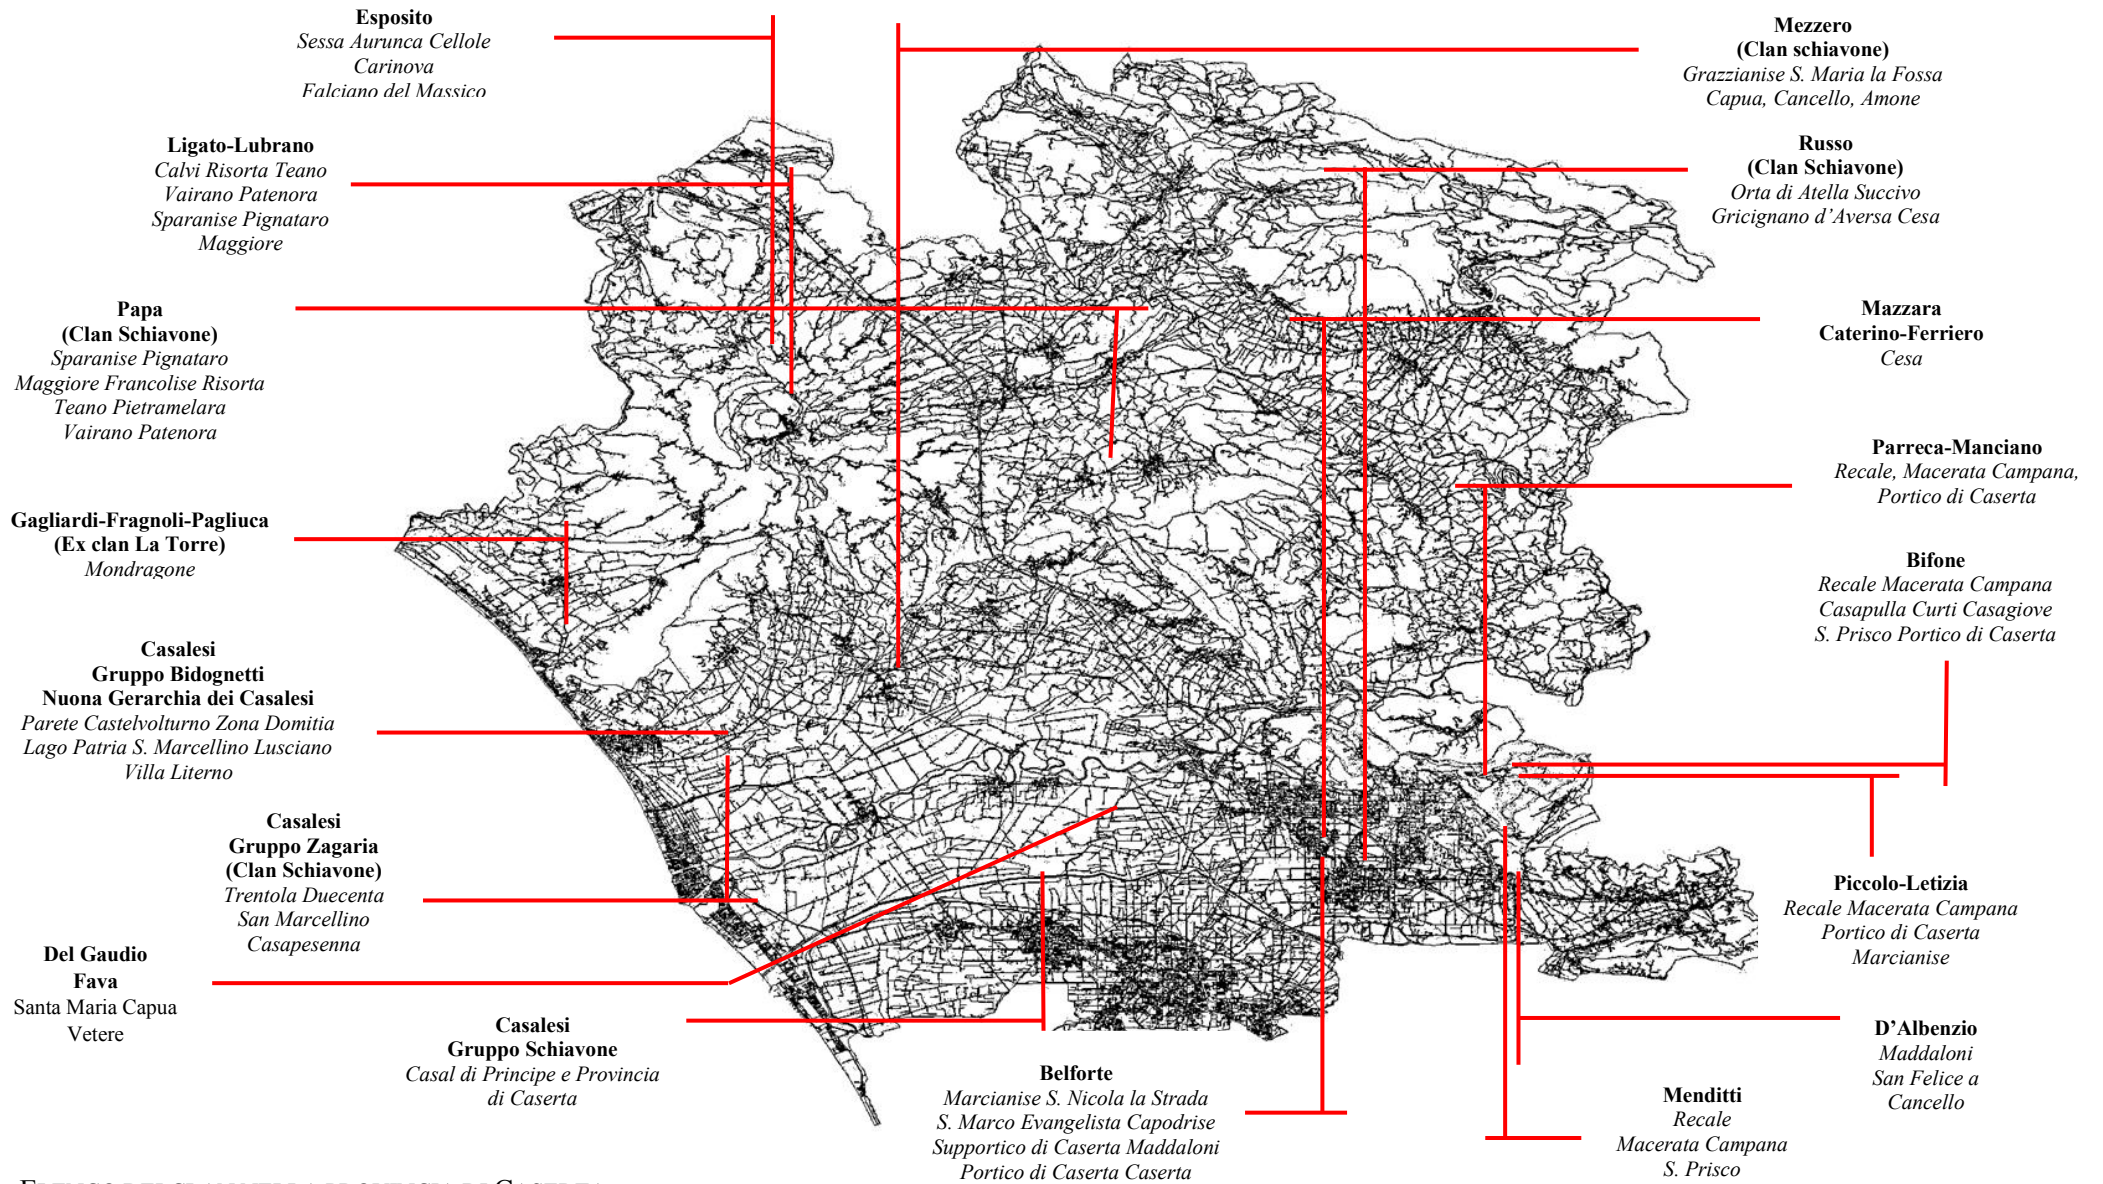 Esposito
Sessa Aurunca Cellole
Carinova
Falciano del Massico
Ligato-Lubrano
Calvi Risorta Teano
Vairano Patenora
Sparanise Pignataro
Maggiore
Papa
(Clan Schiavone)
Sparanise Pignataro
Maggiore Francolise Risorta
Teano Pietramelara
Vairano Patenora
Gagliardi-Fragnoli-Pagliuca
(Ex clan La Torre)
Mondragone
Casalesi
Gruppo Bidognetti
Nuona Gerarchia dei Casalesi
Parete Castelvolturno Zona Domitia
Lago Patria S. Marcellino Lusciano
Villa Literno
Casalesi
Gruppo Zagaria
(Clan Schiavone)
Trentola Duecenta
San Marcellino
Casapesenna
Del Gaudio
Fava
Santa Maria Capua
Vetere
Casalesi
Gruppo Schiavone
Casal di Principe e Provincia
di Caserta
Belforte
Marcianise S. Nicola la Strada
S. Marco Evangelista Capodrise
Supportico di Caserta Maddaloni
Portico di Caserta Caserta
Mezzero
(Clan schiavone)
Grazzianise S. Maria la Fossa
Capua, Cancello, Amone
Russo
(Clan Schiavone)
Orta di Atella Succivo
Gricignano d'Aversa Cesa
Mazzara
Caterino-Ferriero
Cesa
Parreca-Manciano
Recale, Macerata Campana,
Portico di Caserta
Bifone
Recale Macerata Campana
Casapulla Curti Casagiove
S. Prisco Portico di Caserta
Piccolo-Letizia
Recale Macerata Campana
Portico di Caserta
Marcianise
D'Albenzio
Maddaloni
San Felice a
Cancello
Menditti
Recale
Macerata Campana
S. Prisco